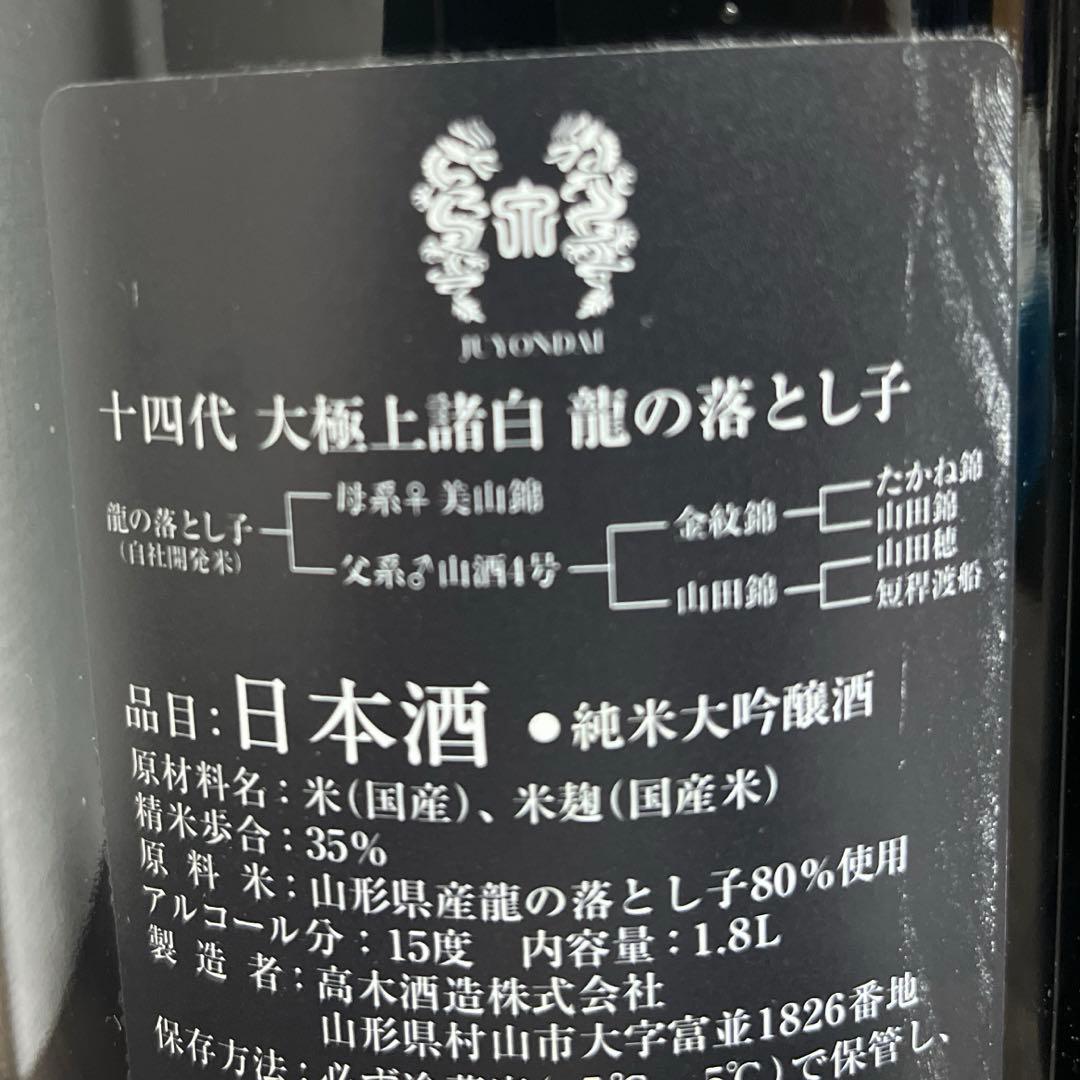 JUYONDAI
十四代 大極上諸白 龍の落とし子
龍の落とし子
(自社開発米)
母系♀ 美山錦
父系♂山酒4号
金紋錦
山田錦
たかね錦
山田錦
山田穂
短稈渡船
品目:日本酒 ●純米大吟醸酒
原材料名:米(国産)、米麹(国産米)
精米歩合:35%
原料米:山形県産龍の落とし子80%使用
アルコール分:15度 内容量:1.8L
製造者:高木酒造株式会社
山形県村山市大字富並1826番地
保存方法:必ず冷蔵庫( 5℃)で保管し、